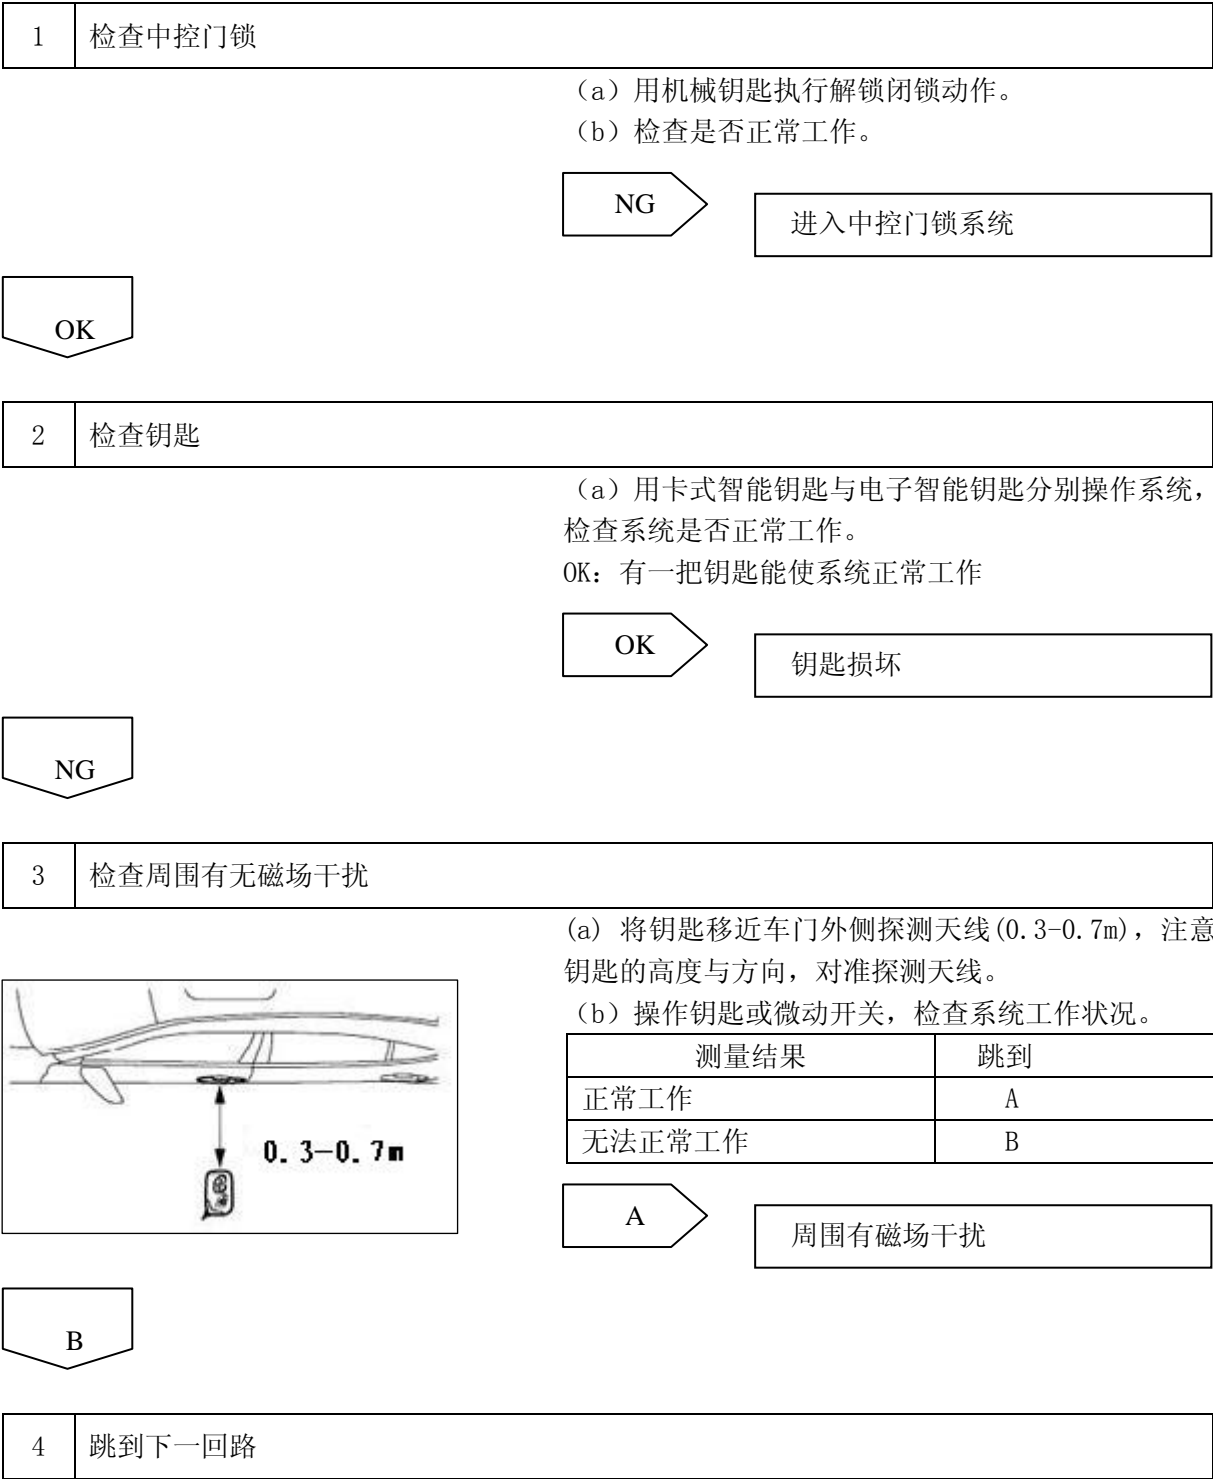 1 检查中控门锁
（a）用机械钥匙执行解锁闭锁动作。
（b）检查是否正常工作。
NG
进入中控门锁系统
OK
2 检查钥匙
（a）用卡式智能钥匙与电子智能钥匙分别操作系统，
检查系统是否正常工作。
OK：有一把钥匙能使系统正常工作
OK
钥匙损坏
NG
3 检查周围有无磁场干扰
(a) 将钥匙移近车门外侧探测天线(0.3-0.7m)，注意
钥匙的高度与方向，对准探测天线。
（b）操作钥匙或微动开关，检查系统工作状况。
0.3-0.7m
测量结果 跳到
正常工作 A
无法正常工作 B
A
周围有磁场干扰
B
4 跳到下一回路